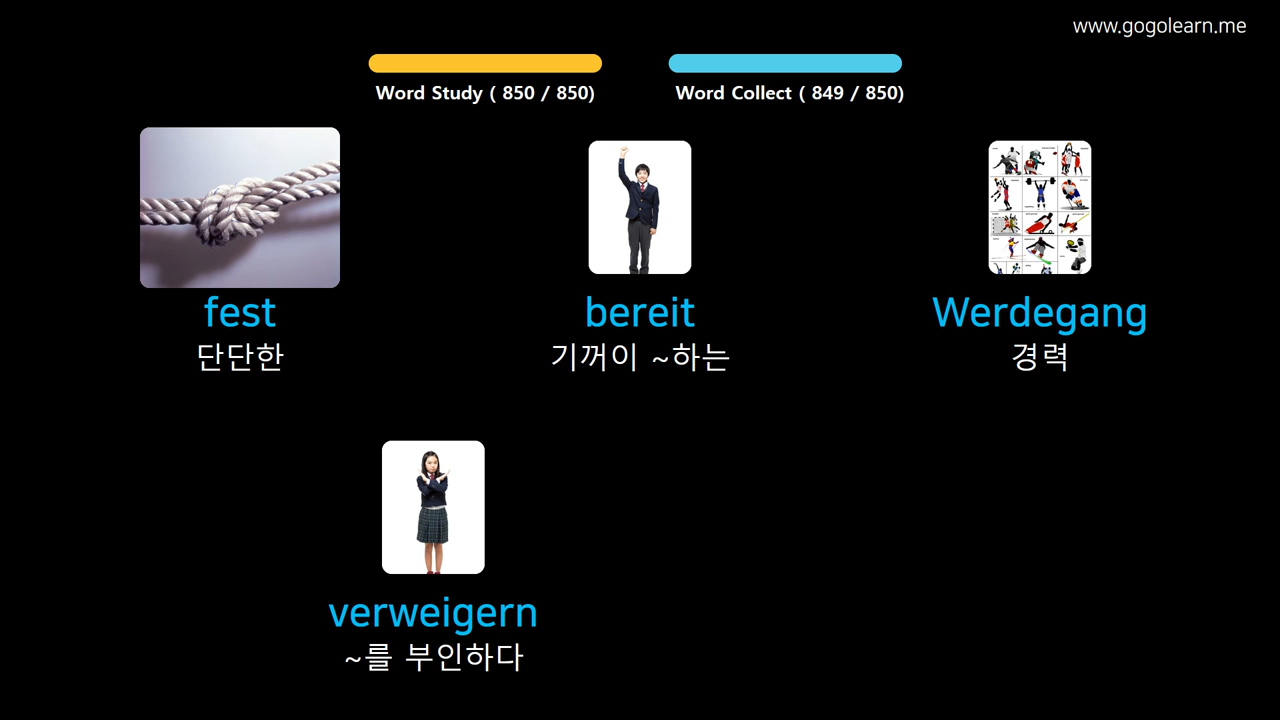 www.gogolearn.me
Word Study ( 850 / 850)
Word Collect ( 849 / 850)
fest
단단한
bereit
기꺼이 ~하는
Werdegang
경력
verweigern
~를 부인하다